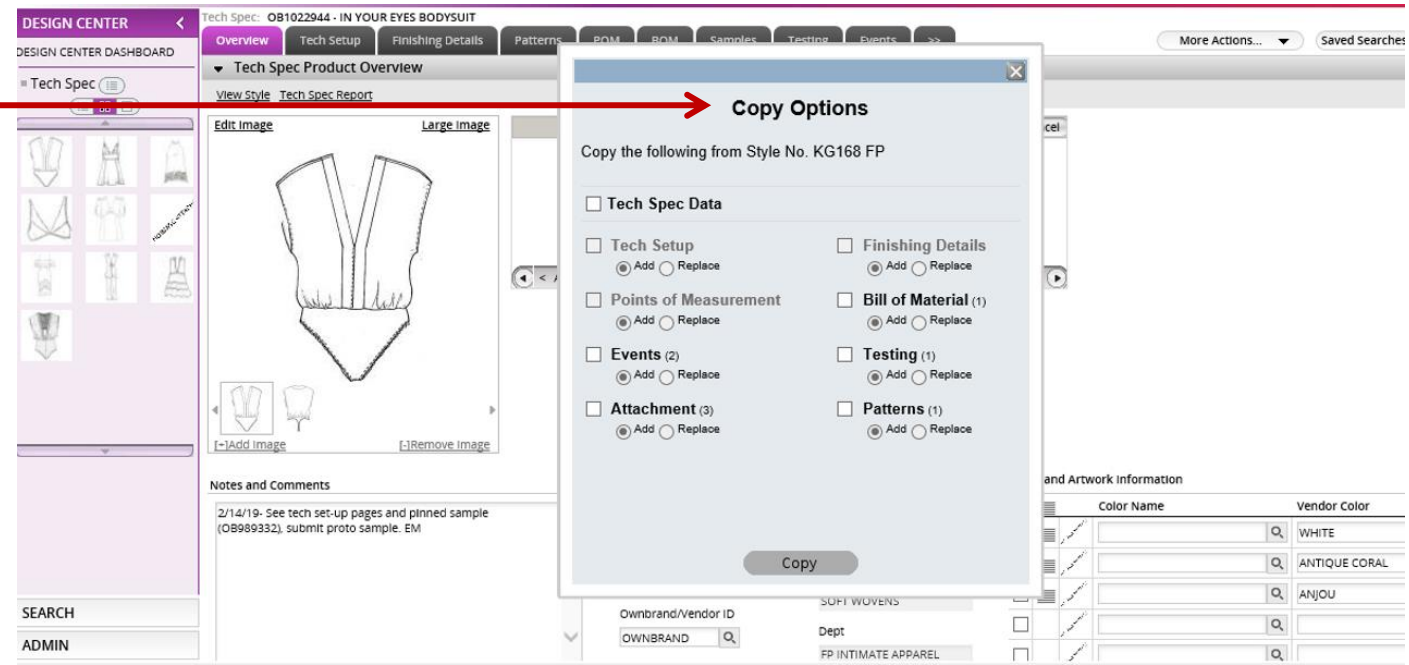 DESIGN CENTER <
DESIGN CENTER DASHBOARD
Tech Spec
SEARCH
ADMIN
Tech Spec: OB1022944 - IN YOUR EYES BODYSUIT
Overview Tech Setup Finishing Details Patterns POM BOM Samples Testing Events >>
More Actions... Saved Searches
Tech Spec Product Overview
View Style Tech Spec Report
Edit Image Large Image
[+]Add Image [-]Remove Image
Notes and Comments
2/14/19- See tech set-up pages and pinned sample
(OB989332), submit proto sample. EM
Copy Options
Copy the following from Style No. KG168 FP
Tech Spec Data
Tech Setup Finishing Details
Add Replace Add Replace
Points of Measurement Bill of Material (1)
Add Replace Add Replace
Events (2) Testing (1)
Add Replace Add Replace
Attachment (3) Patterns (1)
Add Replace Add Replace
Copy
cel
Ownbrand/Vendor ID
OWNBRAND
SOFT WOVENS
Dept
FP INTIMATE APPAREL
and Artwork Information
Color Name Vendor Color
WHITE
ANTIQUE CORAL
ANJOU